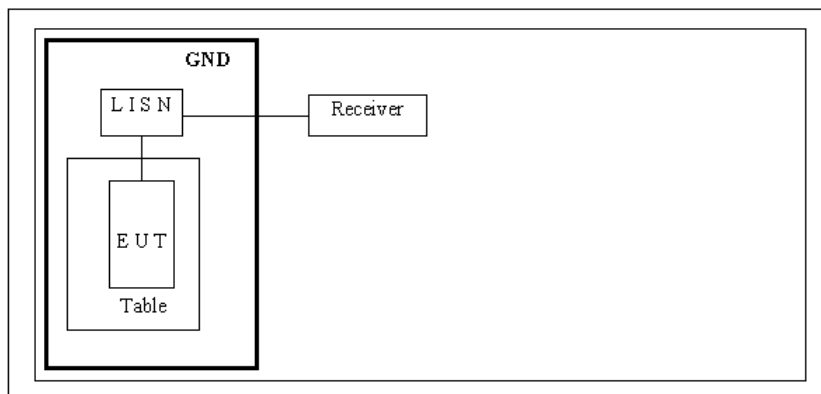 GND
L I S N
Receiver
E U T
Table